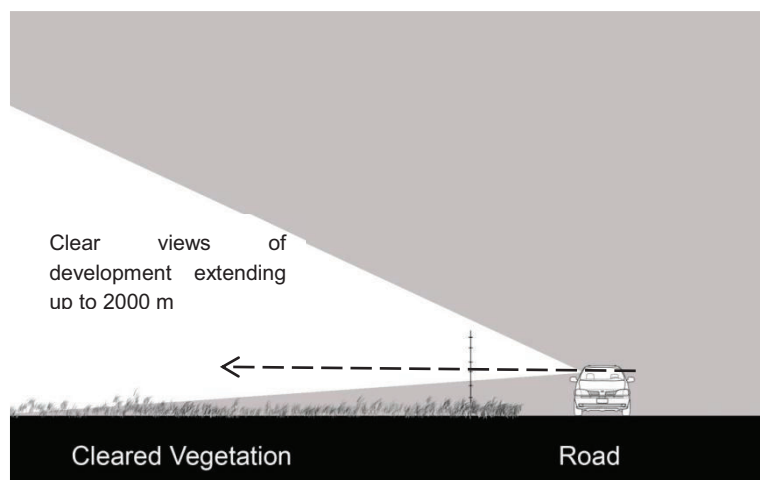 Clear views of
development extending
up to 2000 m
Cleared Vegetation
Road